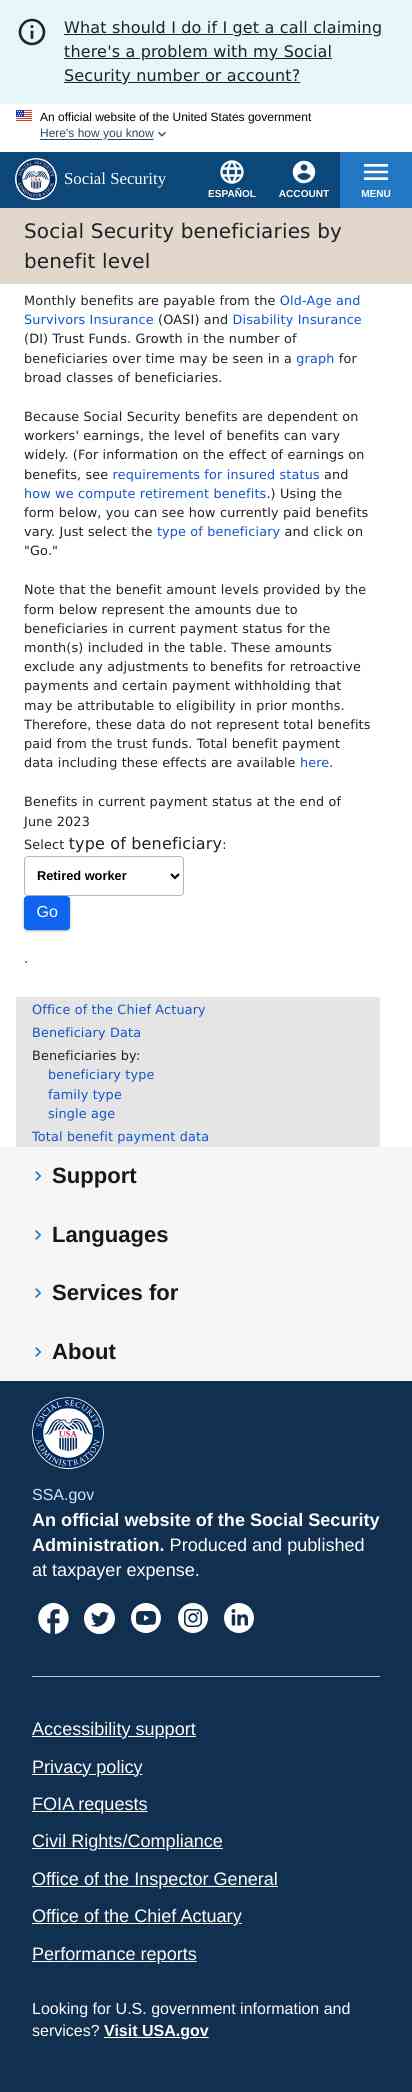 What should I do if I get a call claiming
there's a problem with my Social
Security number or account?
An official website of the United States government
Here's how you know
Social Security
ESPAÑOL
ACCOUNT
MENU
Social Security beneficiaries by
benefit level
Monthly benefits are payable from the Old-Age and
Survivors Insurance (OASI) and Disability Insurance
(DI) Trust Funds. Growth in the number of
beneficiaries over time may be seen in a graph for
broad classes of beneficiaries.
Because Social Security benefits are dependent on
workers' earnings, the level of benefits can vary
widely. (For information on the effect of earnings on
benefits, see requirements for insured status and
how we compute retirement benefits.) Using the
form below, you can see how currently paid benefits
vary. Just select the type of beneficiary and click on
"Go."
Note that the benefit amount levels provided by the
form below represent the amounts due to
beneficiaries in current payment status for the
month(s) included in the table. These amounts
exclude any adjustments to benefits for retroactive
payments and certain payment withholding that
may be attributable to eligibility in prior months.
Therefore, these data do not represent total benefits
paid from the trust funds. Total benefit payment
data including these effects are available here.
Benefits in current payment status at the end of
June 2023
Select type of beneficiary:
Retired worker
Go
.
Office of the Chief Actuary
Beneficiary Data
Beneficiaries by:
beneficiary type
family type
single age
Total benefit payment data
Support
Languages
Services for
About
SOCIAL SECURITY
USA
ADMINISTRATION
SSA.gov
An official website of the Social Security
Administration. Produced and published
at taxpayer expense.
Accessibility support
Privacy policy
FOIA requests
Civil Rights/Compliance
Office of the Inspector General
Office of the Chief Actuary
Performance reports
Looking for U.S. government information and
services? Visit USA.gov